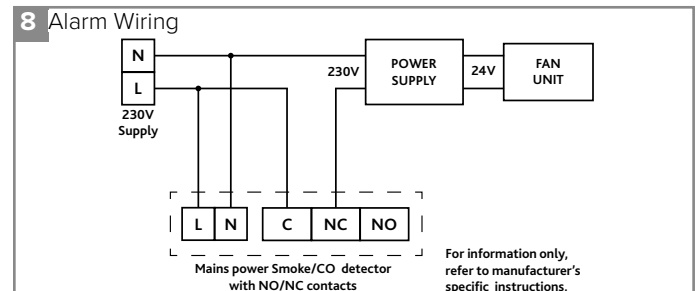 8 Alarm Wiring
N
L
230V
Supply
230V
POWER
SUPPLY
24V
FAN
UNIT
L N C NC NO
Mains power Smoke/CO detector
with NO/NC contacts
For information only,
refer to manufacturer's
specific instructions.